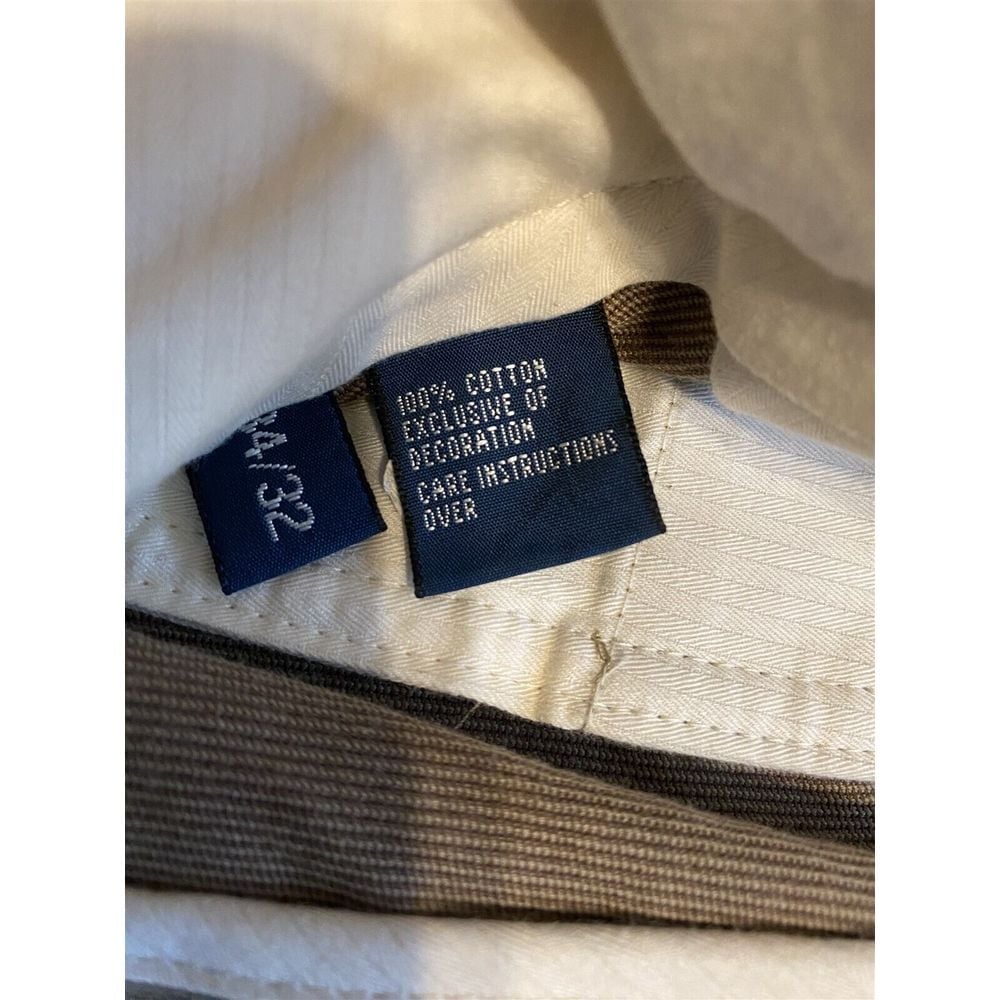 34/32
100% COTTON
EXCLUSIVE OF
DECORATION
CARE INSTRUCTIONS
OVER